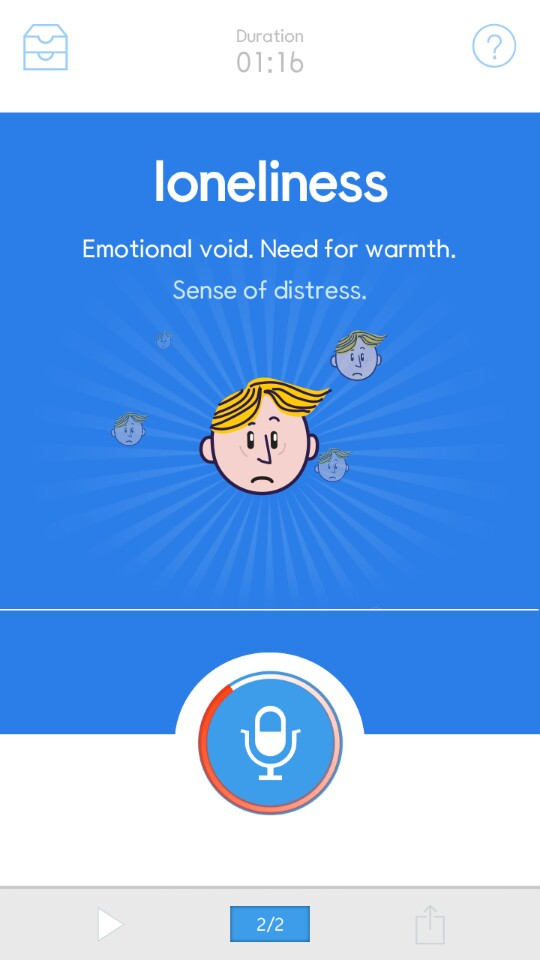 Duration
01:16
?
loneliness
Emotional void. Need for warmth.
Sense of distress.
2/2